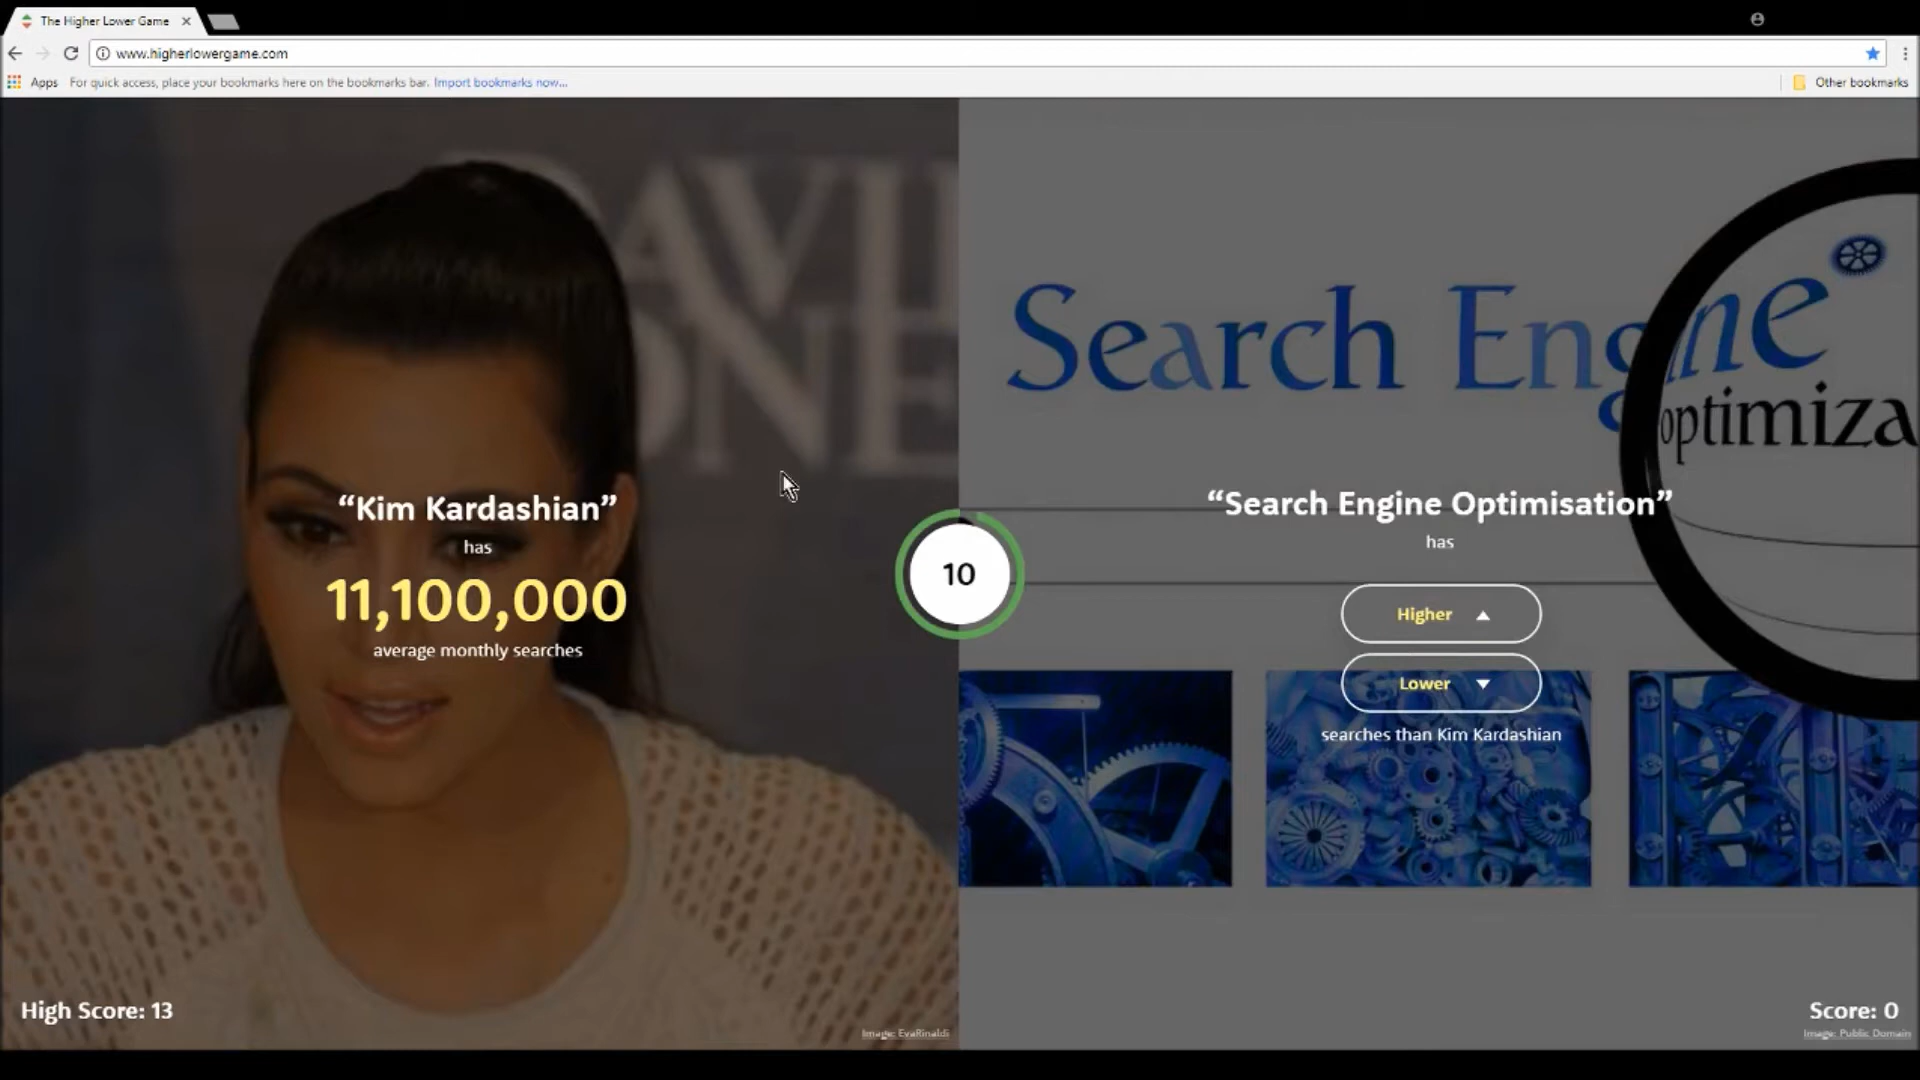 The Higher Lower Game
www.higherlowergame.com
Apps For quick access, place your bookmarks here on the bookmarks bar. Import bookmarks now... Other bookmarks
Search Engine
optimiza
“Kim Kardashian”
has
11,100,000
average monthly searches
10
“Search Engine Optimisation”
has
Higher
Lower
searches than Kim Kardashian
High Score: 13
Image: EvaRinaldi
Score: 0
Image: Public Domain